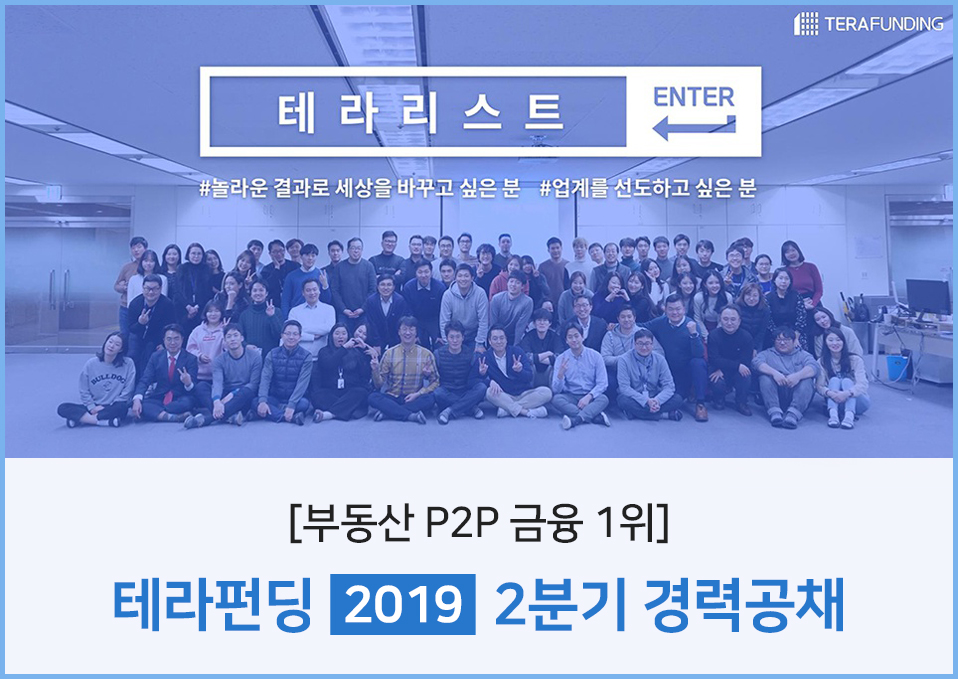 TERAFUNDING
테라리스트
ENTER
#놀라운 결과로 세상을 바꾸고 싶은 분 #업계를 선도하고 싶은 분
BULLDOG
[부동산 P2P 금융 1위]
테라펀딩 2019 2분기 경력공채